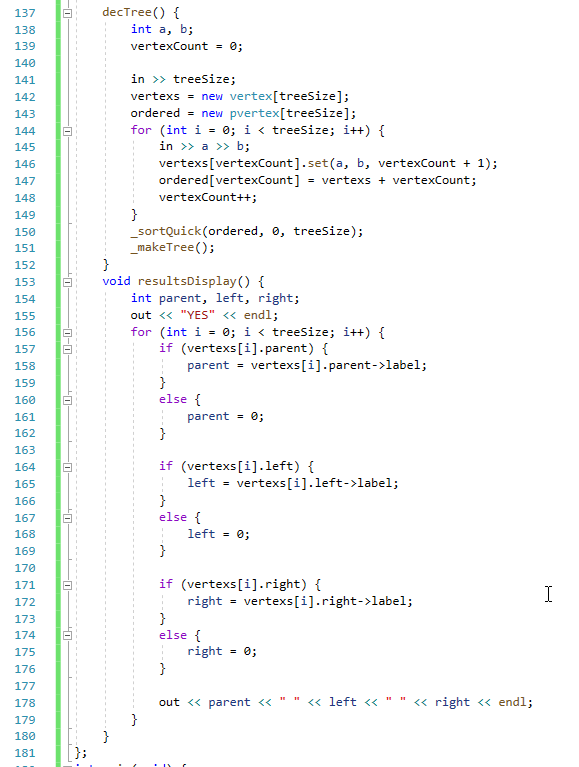 137 decTree() {
138 int a, b;
139 vertexCount = 0;
140
141 in >> treeSize;
142 vertexs = new vertex[treeSize];
143 ordered = new pvertex[treeSize];
144 for (int i = 0; i < treeSize; i++) {
145 in >> a >> b;
146 vertexs[vertexCount].set(a, b, vertexCount + 1);
147 ordered[vertexCount] = vertexs + vertexCount;
148 vertexCount++;
149 }
150 _sortQuick(ordered, 0, treeSize);
151 _makeTree();
152 }
153 void resultsDisplay() {
154 int parent, left, right;
155 out << "YES" << endl;
156 for (int i = 0; i < treeSize; i++) {
157 if (vertexs[i].parent) {
158 parent = vertexs[i].parent->label;
159 }
160 else {
161 parent = 0;
162 }
163
164 if (vertexs[i].left) {
165 left = vertexs[i].left->label;
166 }
167 else {
168 left = 0;
169 }
170
171 if (vertexs[i].right) {
172 right = vertexs[i].right->label;
173 }
174 else {
175 right = 0;
176 }
177
178 out << parent << " " << left << " " << right << endl;
179 }
180 }
181 };